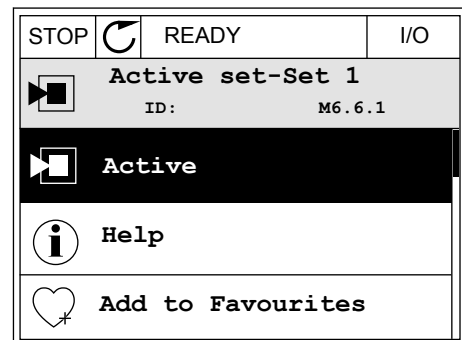 STOP READY I/O
Active set-Set 1
ID: M6.6.1
Active
Help
Add to Favourites